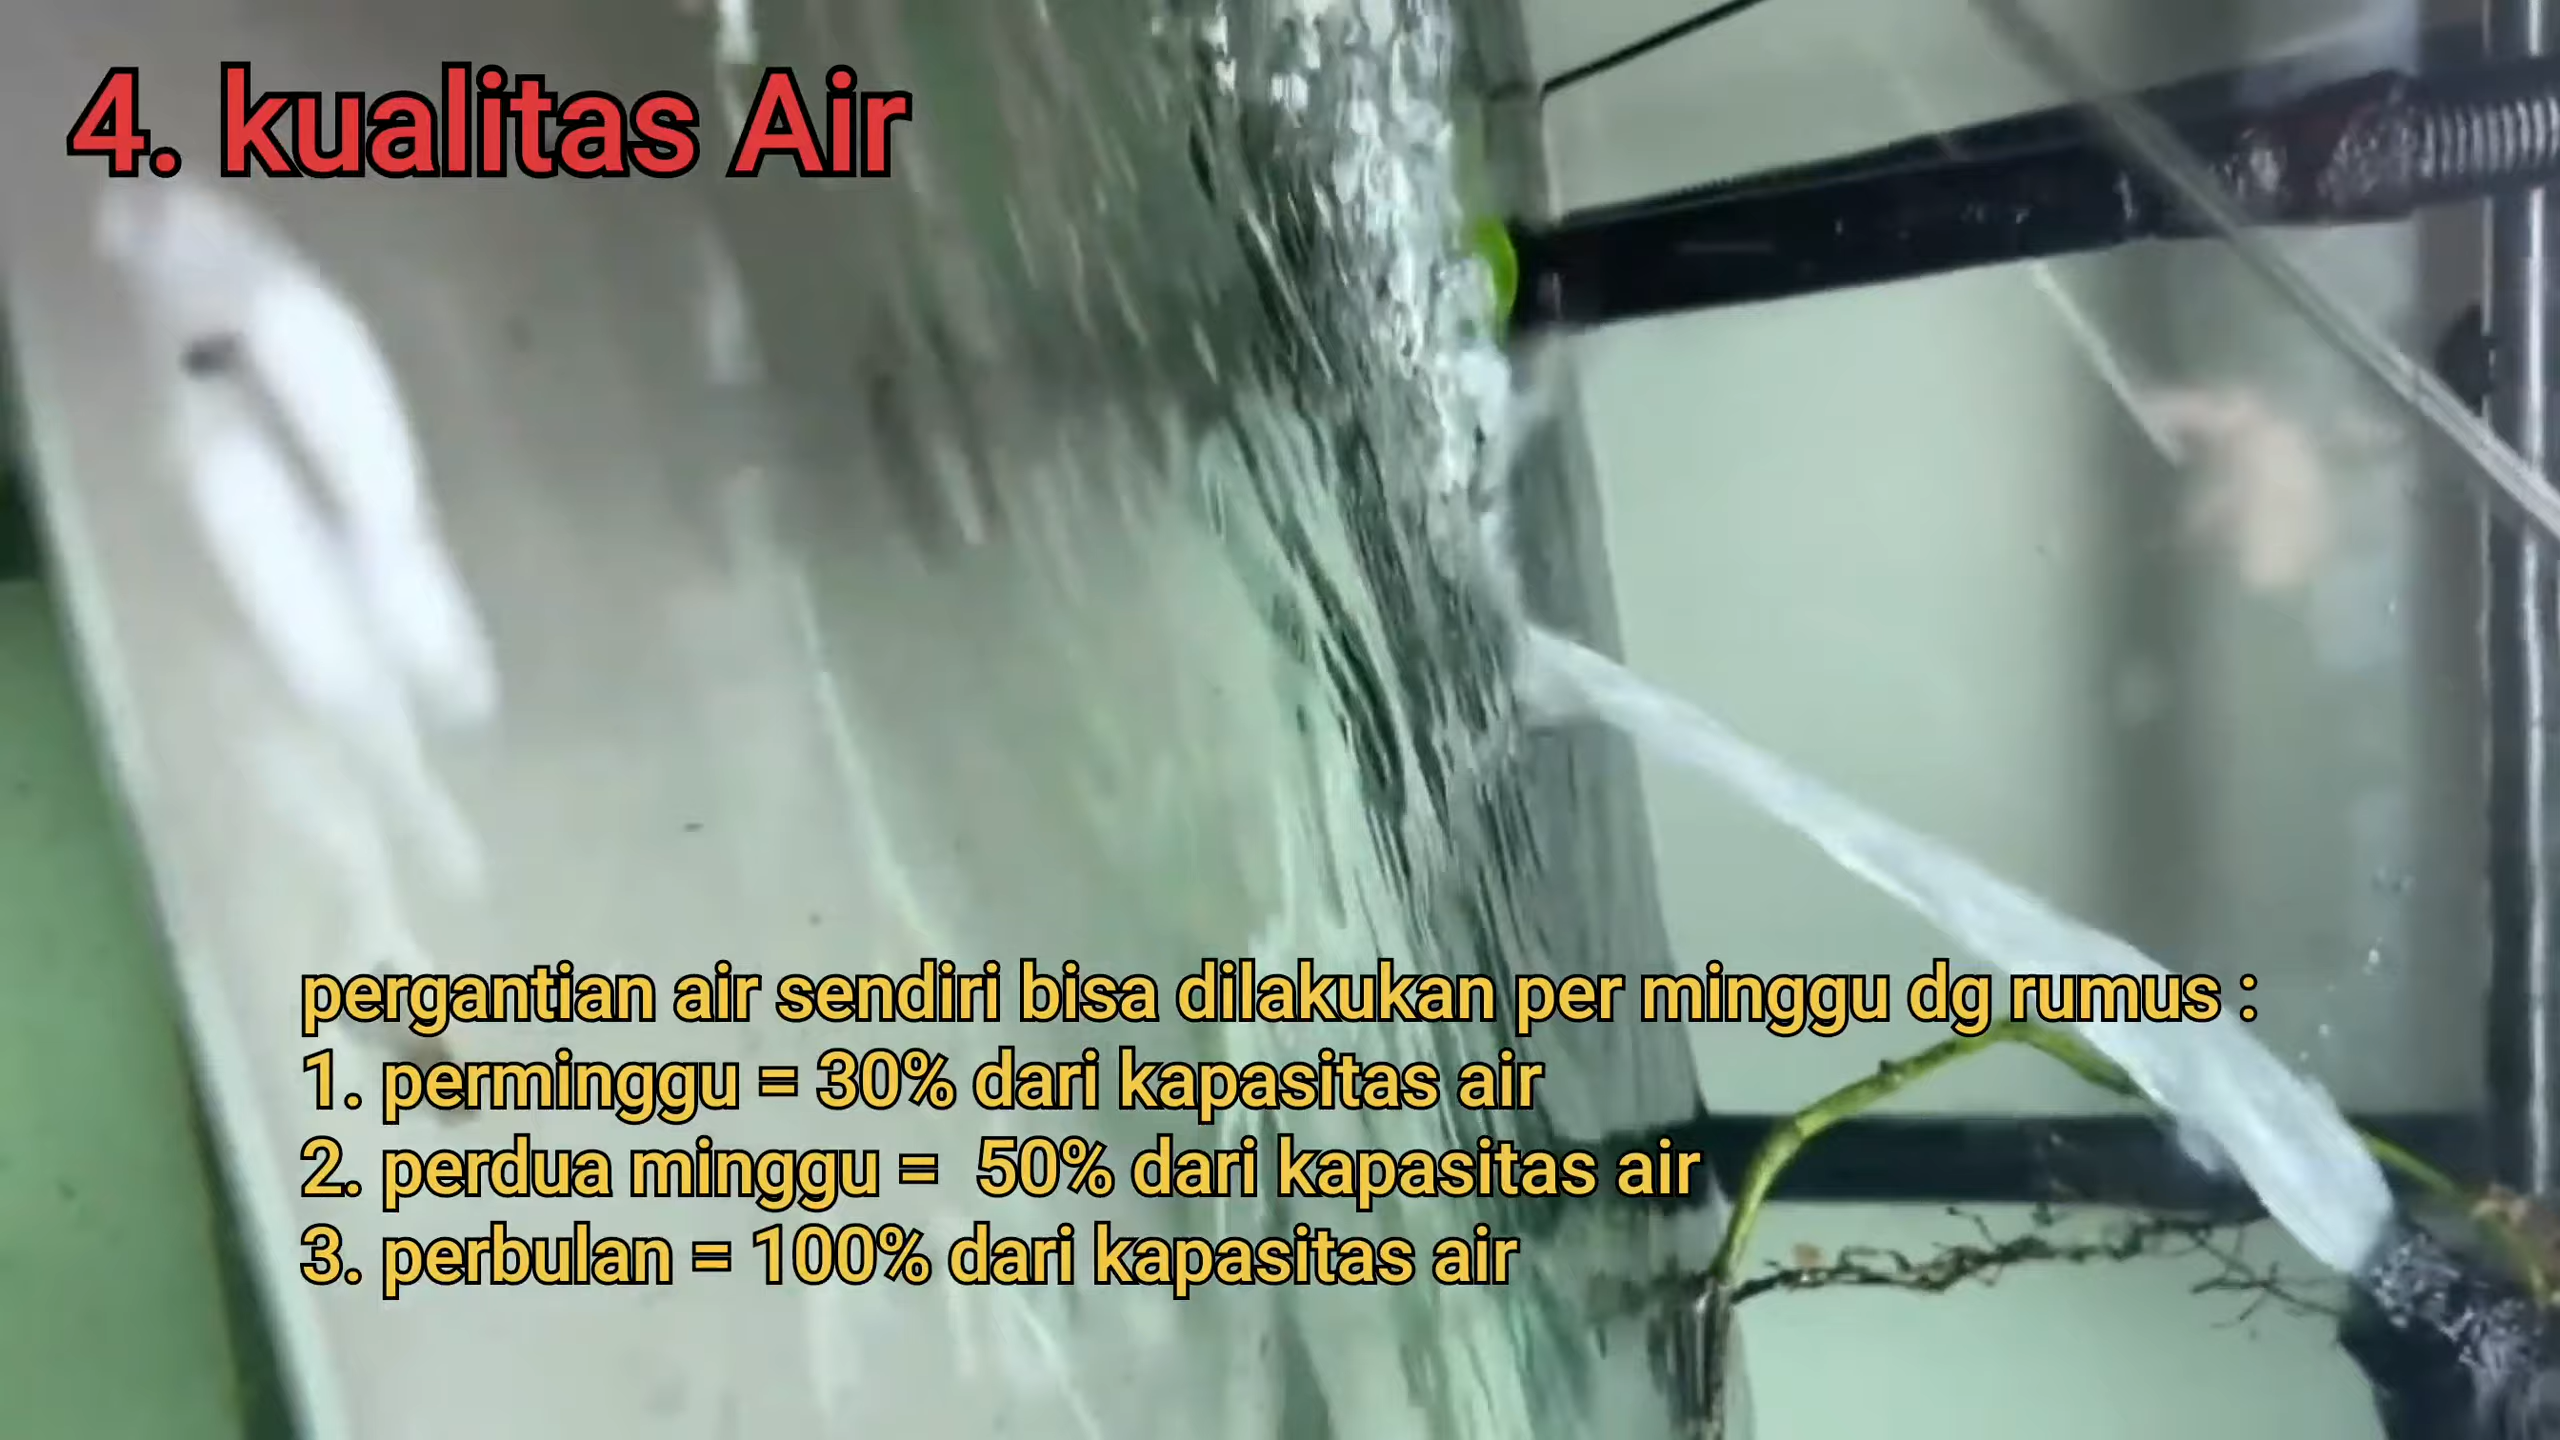 4. kualitas Air
pergantian air sendiri bisa dilakukan per minggu dg rumus :
1. perminggu = 30% dari kapasitas air
2. perdua minggu =  50% dari kapasitas air
3. perbulan = 100% dari kapasitas air